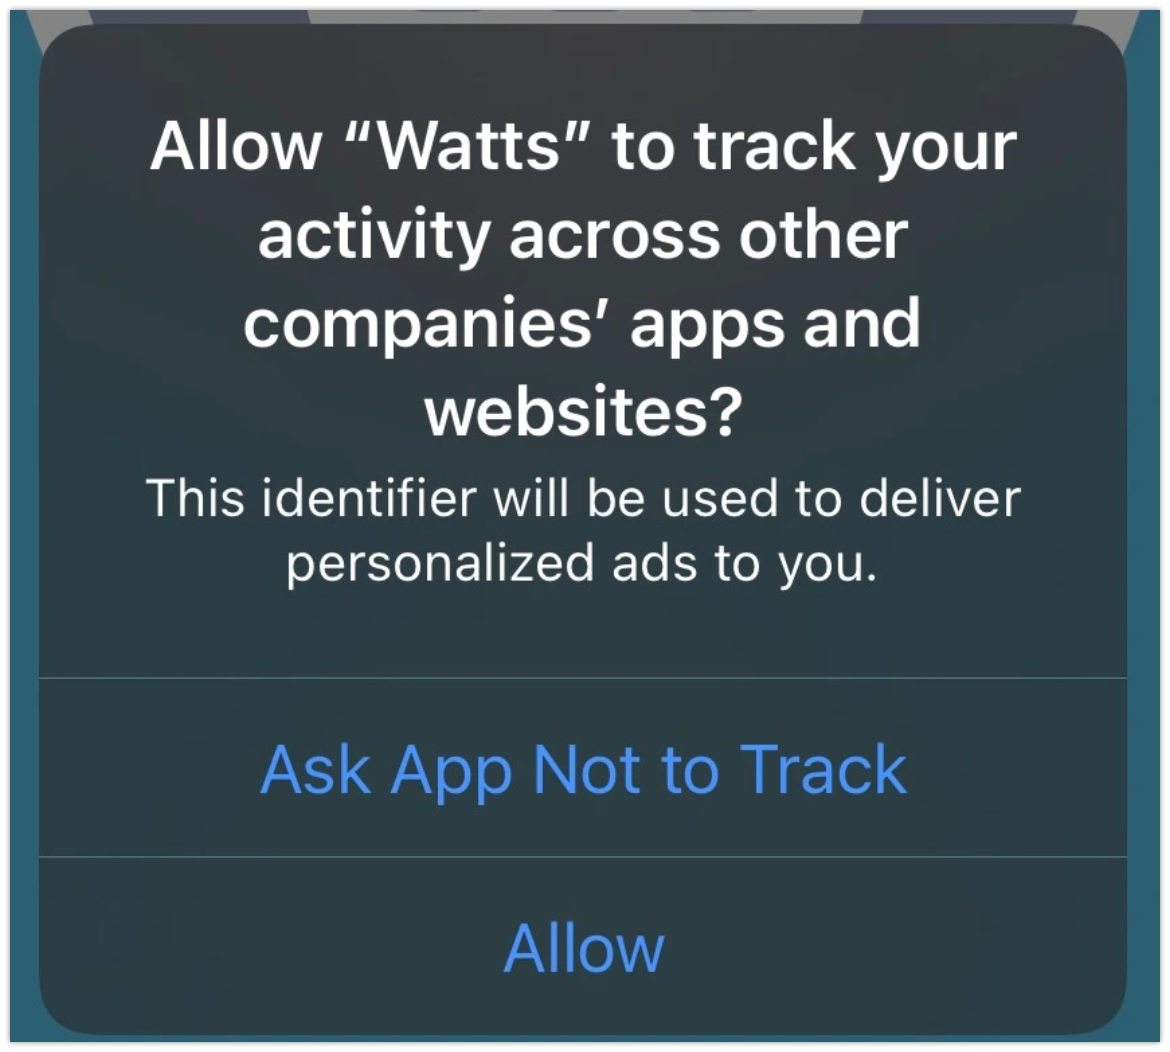 Allow “Watts” to track your
activity across other
companies’ apps and
websites?
This identifier will be used to deliver
personalized ads to you.
Ask App Not to Track
Allow